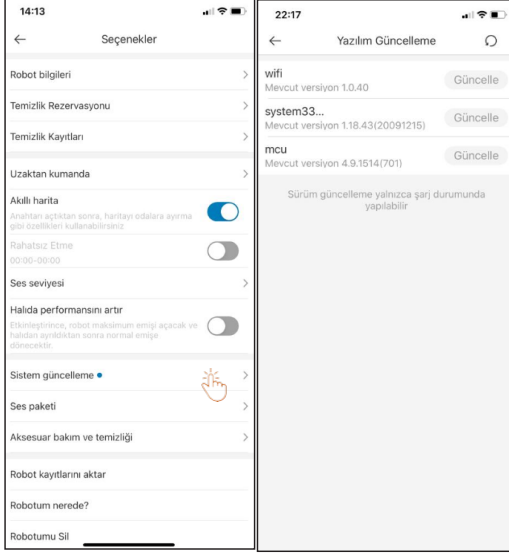 14:13
Seçenekler
Robot bilgileri
Temizlik Rezervasyonu
Temizlik Kayıtları
Uzaktan kumanda
Akıllı harita
Anahtarı açtıktan sonra, haritayı odalara ayırma
gibi özellikleri kullanabilirsiniz
Rahatsız Etme
00:00-00:00
Ses seviyesi
Halıda performansını artır
Etkinleştirince, robot maksimum emişi açacak ve
halıdan ayrıldıktan sonra normal emişe
dönecektir.
Sistem güncelleme
Ses paketi
Aksesuar bakım ve temizliği
Robot kayıtlarını aktar
Robotum nerede?
Robotumu Sil
22:17
Yazılım Güncelleme
wifi
Mevcut versiyon 1.0.40
Güncelle
system33...
Mevcut versiyon 1.18.43(20091215)
Güncelle
mcu
Mevcut versiyon 4.9.1514(701)
Güncelle
Sürüm güncelleme yalnızca şarj durumunda
yapılabilir